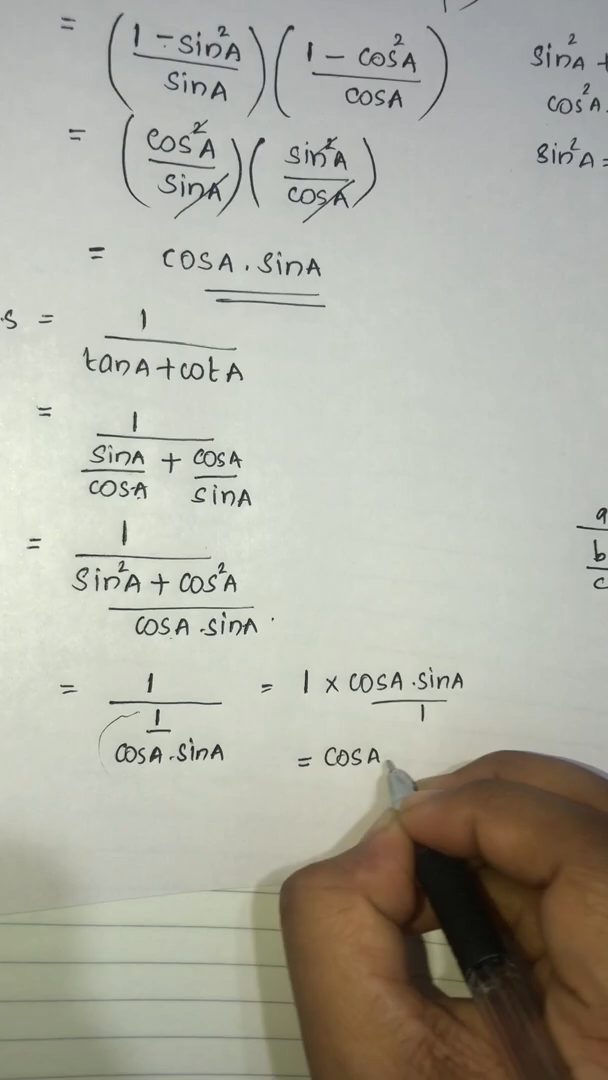 = ((1 - sin²A)/sinA) ((1 - cos²A)/cosA)
sin²A +
cos²A
= (cos²A/sinA) (sin²A/cosA)
sin²A =
= cosA . sinA
.s = 1/(tanA + cotA)
= 1/(sinA/cosA + cosA/sinA)
= 1/((sin²A + cos²A)/(cosA . sinA)) .
b
c
= 1/(1/(cosA . sinA)) = 1 x (cosA . sinA)/1
= cosA